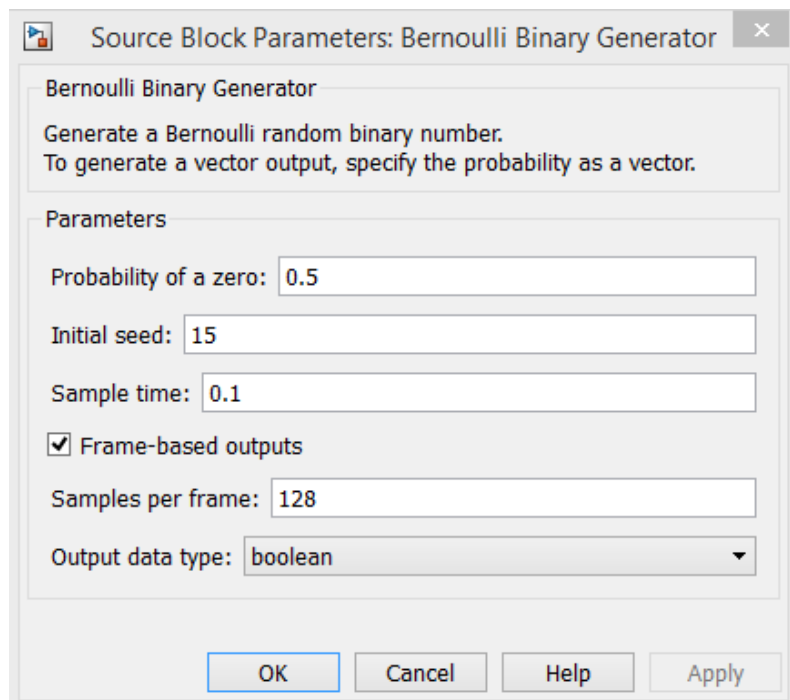 Source Block Parameters: Bernoulli Binary Generator
Bernoulli Binary Generator
Generate a Bernoulli random binary number.
To generate a vector output, specify the probability as a vector.
Parameters
Probability of a zero: 0.5
Initial seed: 15
Sample time: 0.1
Frame-based outputs
Samples per frame: 128
Output data type: boolean
OK Cancel Help Apply